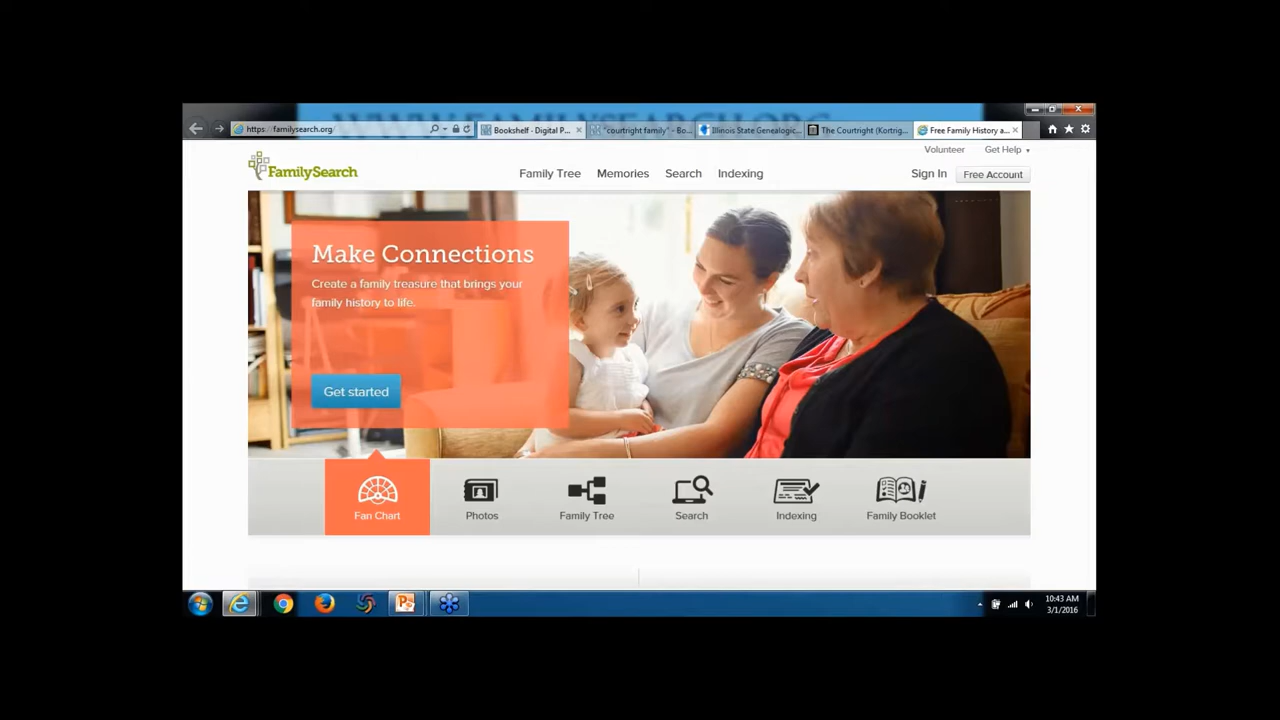 WWW.FAMILYSEARCH.ORG
https://familysearch.org/
Bookshelf - Digital P...
"courtright family" - Bo...
Illinois State Genealogic...
The Courtright (Kortrig...
Free Family History a...
Volunteer
Get Help
FamilySearch
Family Tree
Memories
Search
Indexing
Sign In
Free Account
Make Connections
Create a family treasure that brings your
family history to life.
Get started
Fan Chart
Photos
Family Tree
Search
Indexing
Family Booklet
10:43 AM
3/1/2016